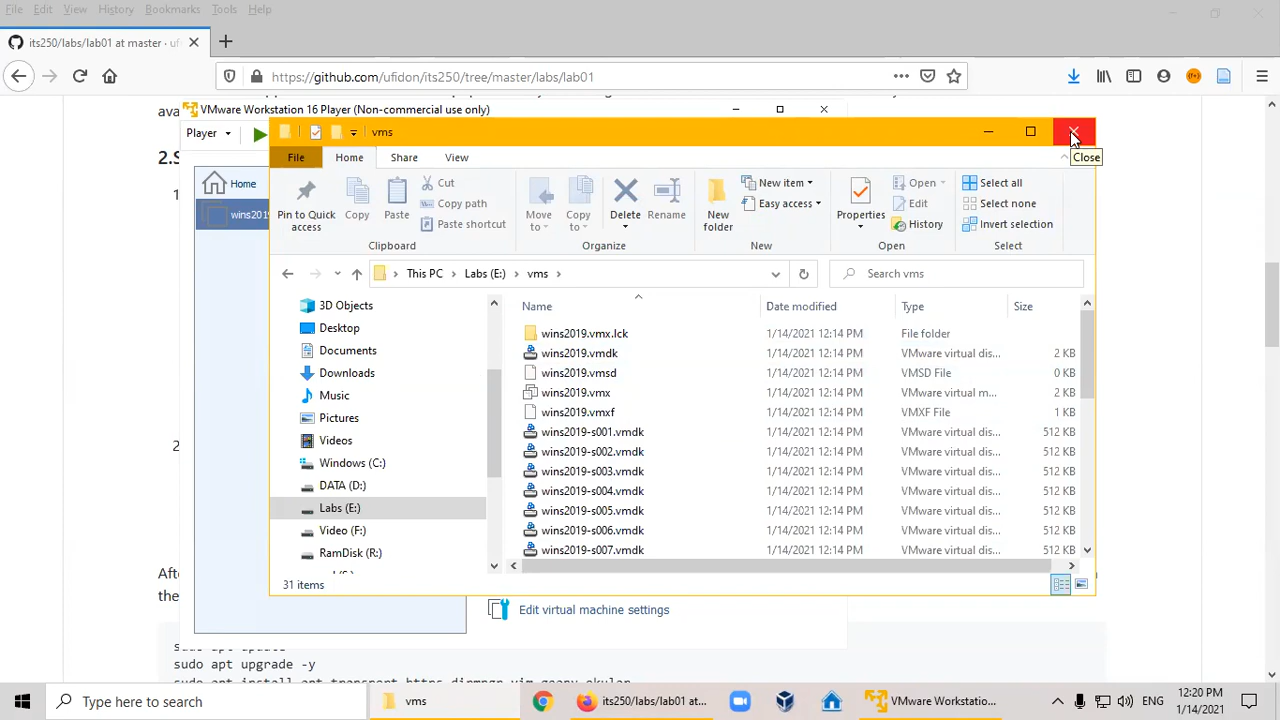 File Edit View History Bookmarks Tools Help
its250/labs/lab01 at master · ufi
https://github.com/ufidon/its250/tree/master/labs/lab01
ava
VMware Workstation 16 Player (Non-commercial use only)
Player
vms
2.S
Close
File Home Share View
1
Home
wins2019
Pin to Quick access
Copy
Paste
Cut
Copy path
Paste shortcut
Clipboard
Move to
Copy to
Delete
Rename
Organize
New folder
New item
Easy access
New
Properties
Open
Edit
History
Open
Select all
Select none
Invert selection
Select
This PC > Labs (E:) > vms >
Search vms
3D Objects
Desktop
Documents
Downloads
Music
Pictures
Videos
Windows (C:)
DATA (D:)
Labs (E:)
Video (F:)
RamDisk (R:)
Name Date modified Type Size
wins2019.vmx.lck 1/14/2021 12:14 PM File folder
wins2019.vmdk 1/14/2021 12:14 PM VMware virtual dis... 2 KB
wins2019.vmsd 1/14/2021 12:14 PM VMSD File 0 KB
wins2019.vmx 1/14/2021 12:14 PM VMware virtual m... 2 KB
wins2019.vmxf 1/14/2021 12:14 PM VMXF File 1 KB
wins2019-s001.vmdk 1/14/2021 12:14 PM VMware virtual dis... 512 KB
wins2019-s002.vmdk 1/14/2021 12:14 PM VMware virtual dis... 512 KB
wins2019-s003.vmdk 1/14/2021 12:14 PM VMware virtual dis... 512 KB
wins2019-s004.vmdk 1/14/2021 12:14 PM VMware virtual dis... 512 KB
wins2019-s005.vmdk 1/14/2021 12:14 PM VMware virtual dis... 512 KB
wins2019-s006.vmdk 1/14/2021 12:14 PM VMware virtual dis... 512 KB
wins2019-s007.vmdk 1/14/2021 12:14 PM VMware virtual dis... 512 KB
31 items
2
Afte
the
Edit virtual machine settings
sudo apt update
sudo apt upgrade -y
Type here to search
vms
its250/labs/lab01 at...
VMware Workstatio...
ENG
12:20 PM
1/14/2021